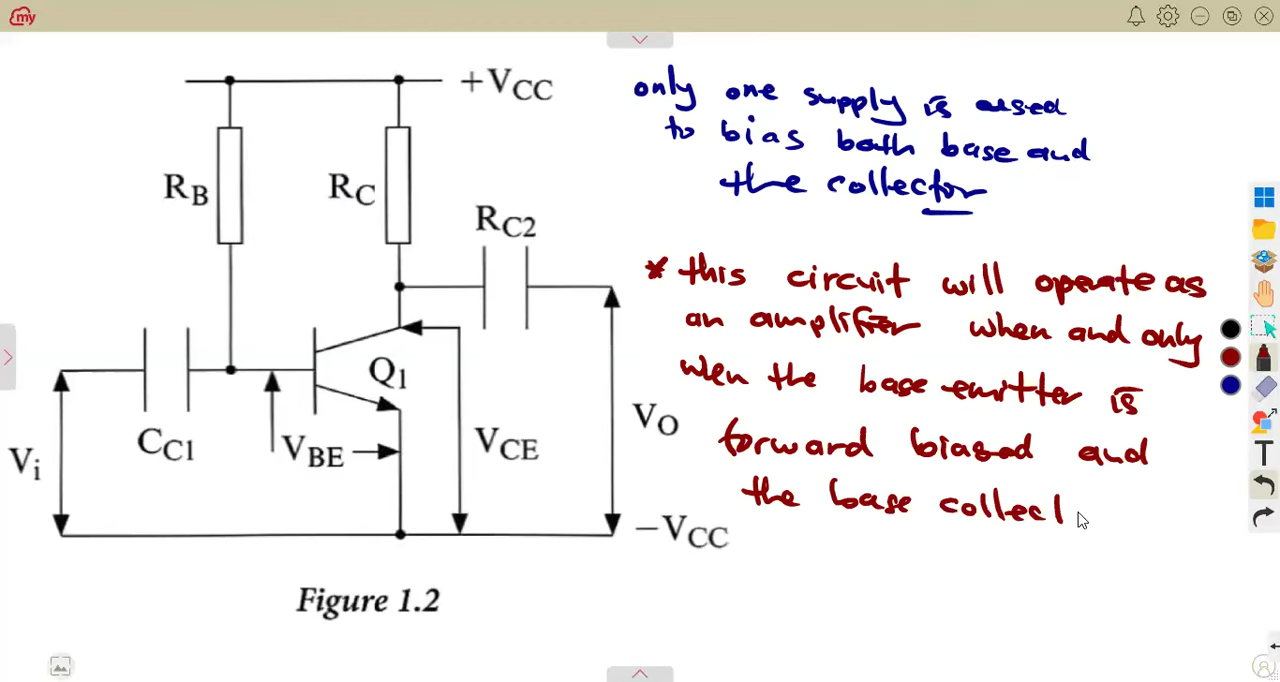 my
+VCC
RB
RC
RC2
CC1
Q1
VBE
VCE
VO
Vi
−VCC
Figure 1.2
only one supply is used
to bias both base and
the collector
* this circuit will operate as
an amplifier when and only
wen the base emitter is
forward biased and
the base collect
T